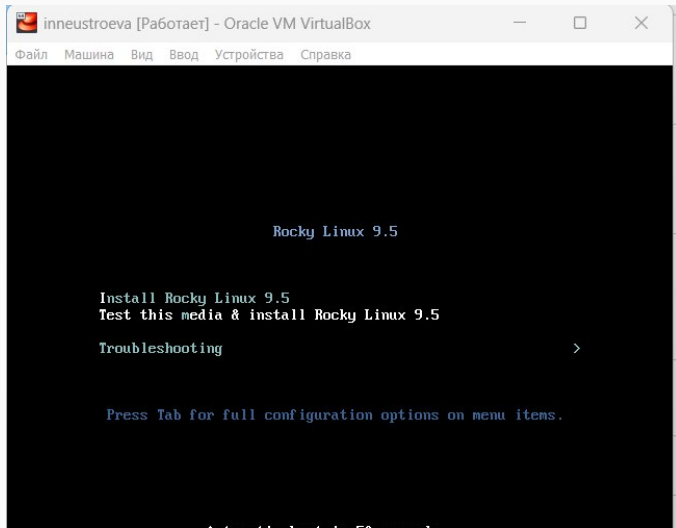 inneustroeva [Работает] - Oracle VM VirtualBox
Файл Машина Вид Ввод Устройства Справка
Rocky Linux 9.5
Install Rocky Linux 9.5
Test this media & install Rocky Linux 9.5
Troubleshooting >
Press Tab for full configuration options on menu items.